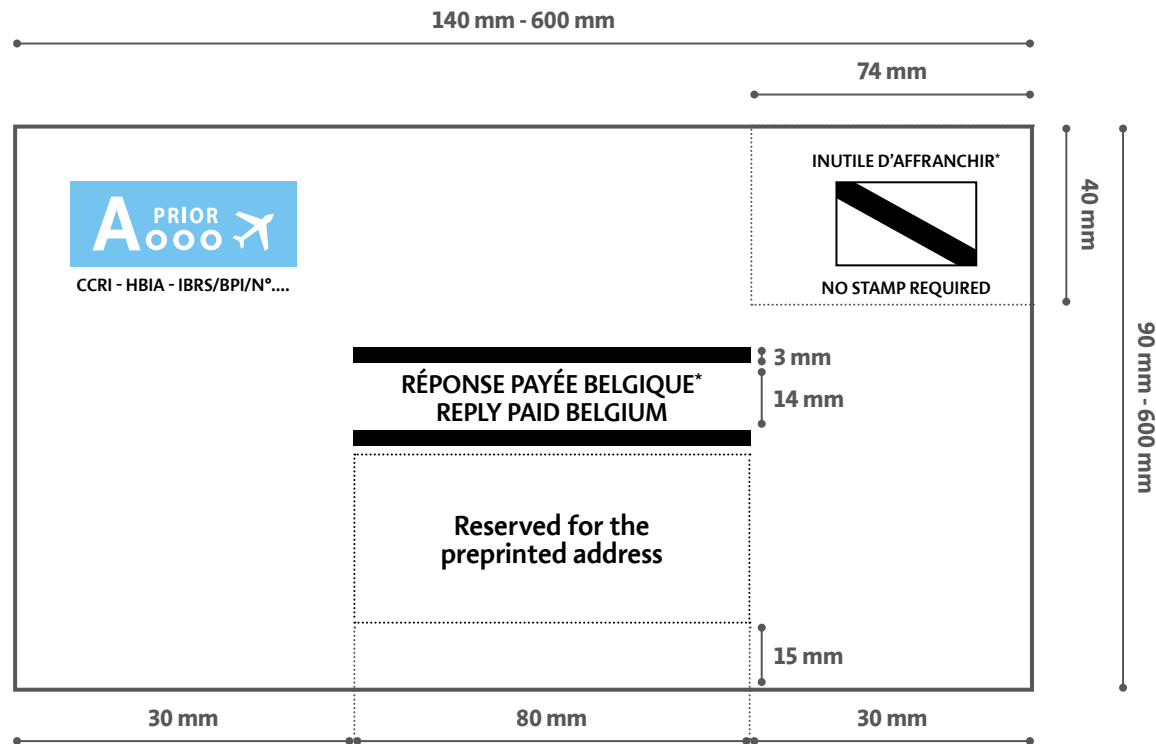 140 mm - 600 mm
74 mm
INUTILE D'AFFRANCHIR*
A PRIOR
CCRI - HBIA - IBRS/BPI/N°....
NO STAMP REQUIRED
40 mm
3 mm
RÉPONSE PAYÉE BELGIQUE*
14 mm
REPLY PAID BELGIUM
90 mm - 600 mm
Reserved for the
preprinted address
15 mm
30 mm
80 mm
30 mm